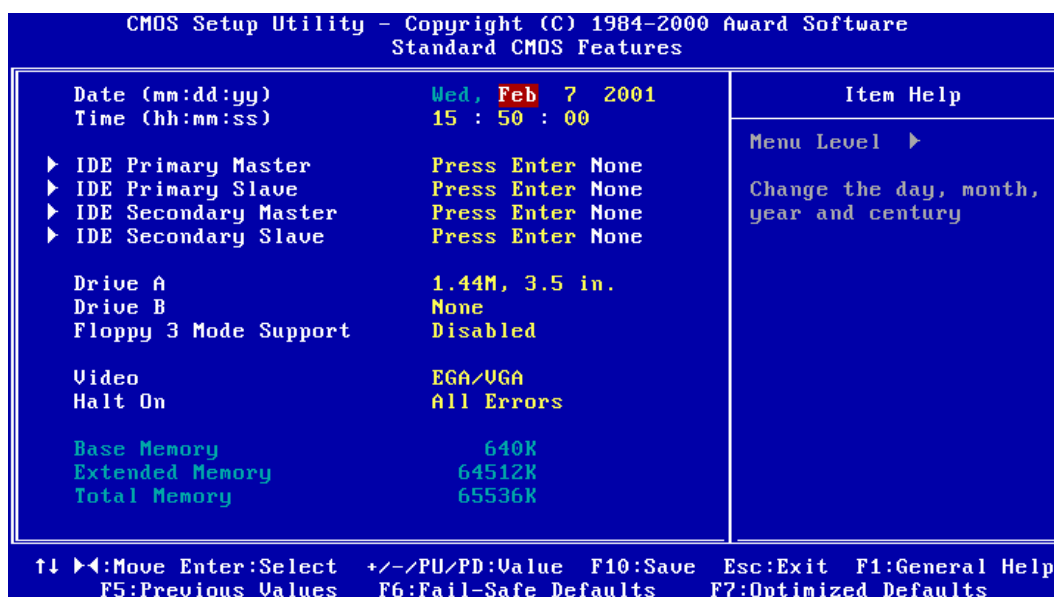 CMOS Setup Utility – Copyright (C) 1984–2000 Award Software
Standard CMOS Features
Date (mm:dd:yy) Wed, Feb 7 2001
Time (hh:mm:ss) 15 : 50 : 00
IDE Primary Master Press Enter None
IDE Primary Slave Press Enter None
IDE Secondary Master Press Enter None
IDE Secondary Slave Press Enter None
Drive A 1.44M, 3.5 in.
Drive B None
Floppy 3 Mode Support Disabled
Video EGA/VGA
Halt On All Errors
Base Memory 640K
Extended Memory 64512K
Total Memory 65536K
Item Help
Menu Level ▶
Change the day, month,
year and century
↑↓ ►◄:Move Enter:Select +/-/PU/PD:Value F10:Save Esc:Exit F1:General Help
F5:Previous Values F6:Fail-Safe Defaults F7:Optimized Defaults